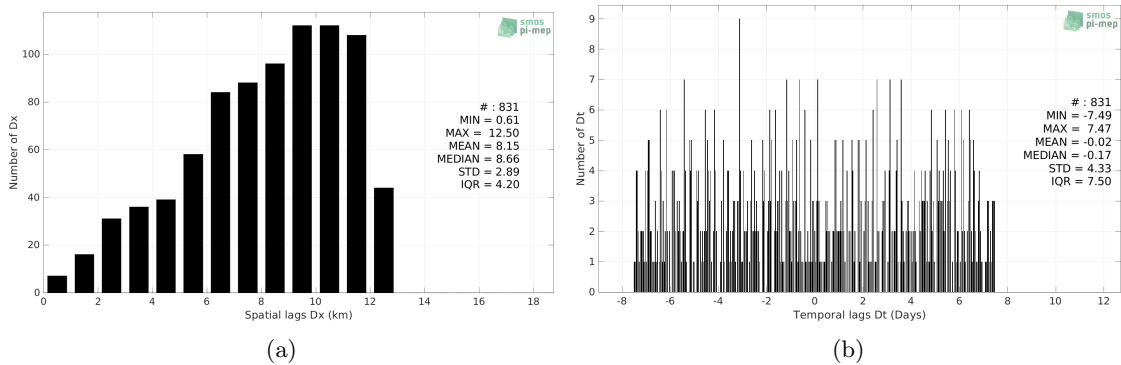 smos
pi-mep
Number of Dx
100
80
60
40
20
0
# : 831
MIN = 0.61
MAX = 12.50
MEAN = 8.15
MEDIAN = 8.66
STD = 2.89
IQR = 4.20
0 2 4 6 8 10 12 14 16 18
Spatial lags Dx (km)
(a)
smos
pi-mep
Number of Dt
9
8
7
6
5
4
3
2
1
0
# : 831
MIN = -7.49
MAX = 7.47
MEAN = -0.02
MEDIAN = -0.17
STD = 4.33
IQR = 7.50
-8 -6 -4 -2 0 2 4 6 8 10 12
Temporal lags Dt (Days)
(b)